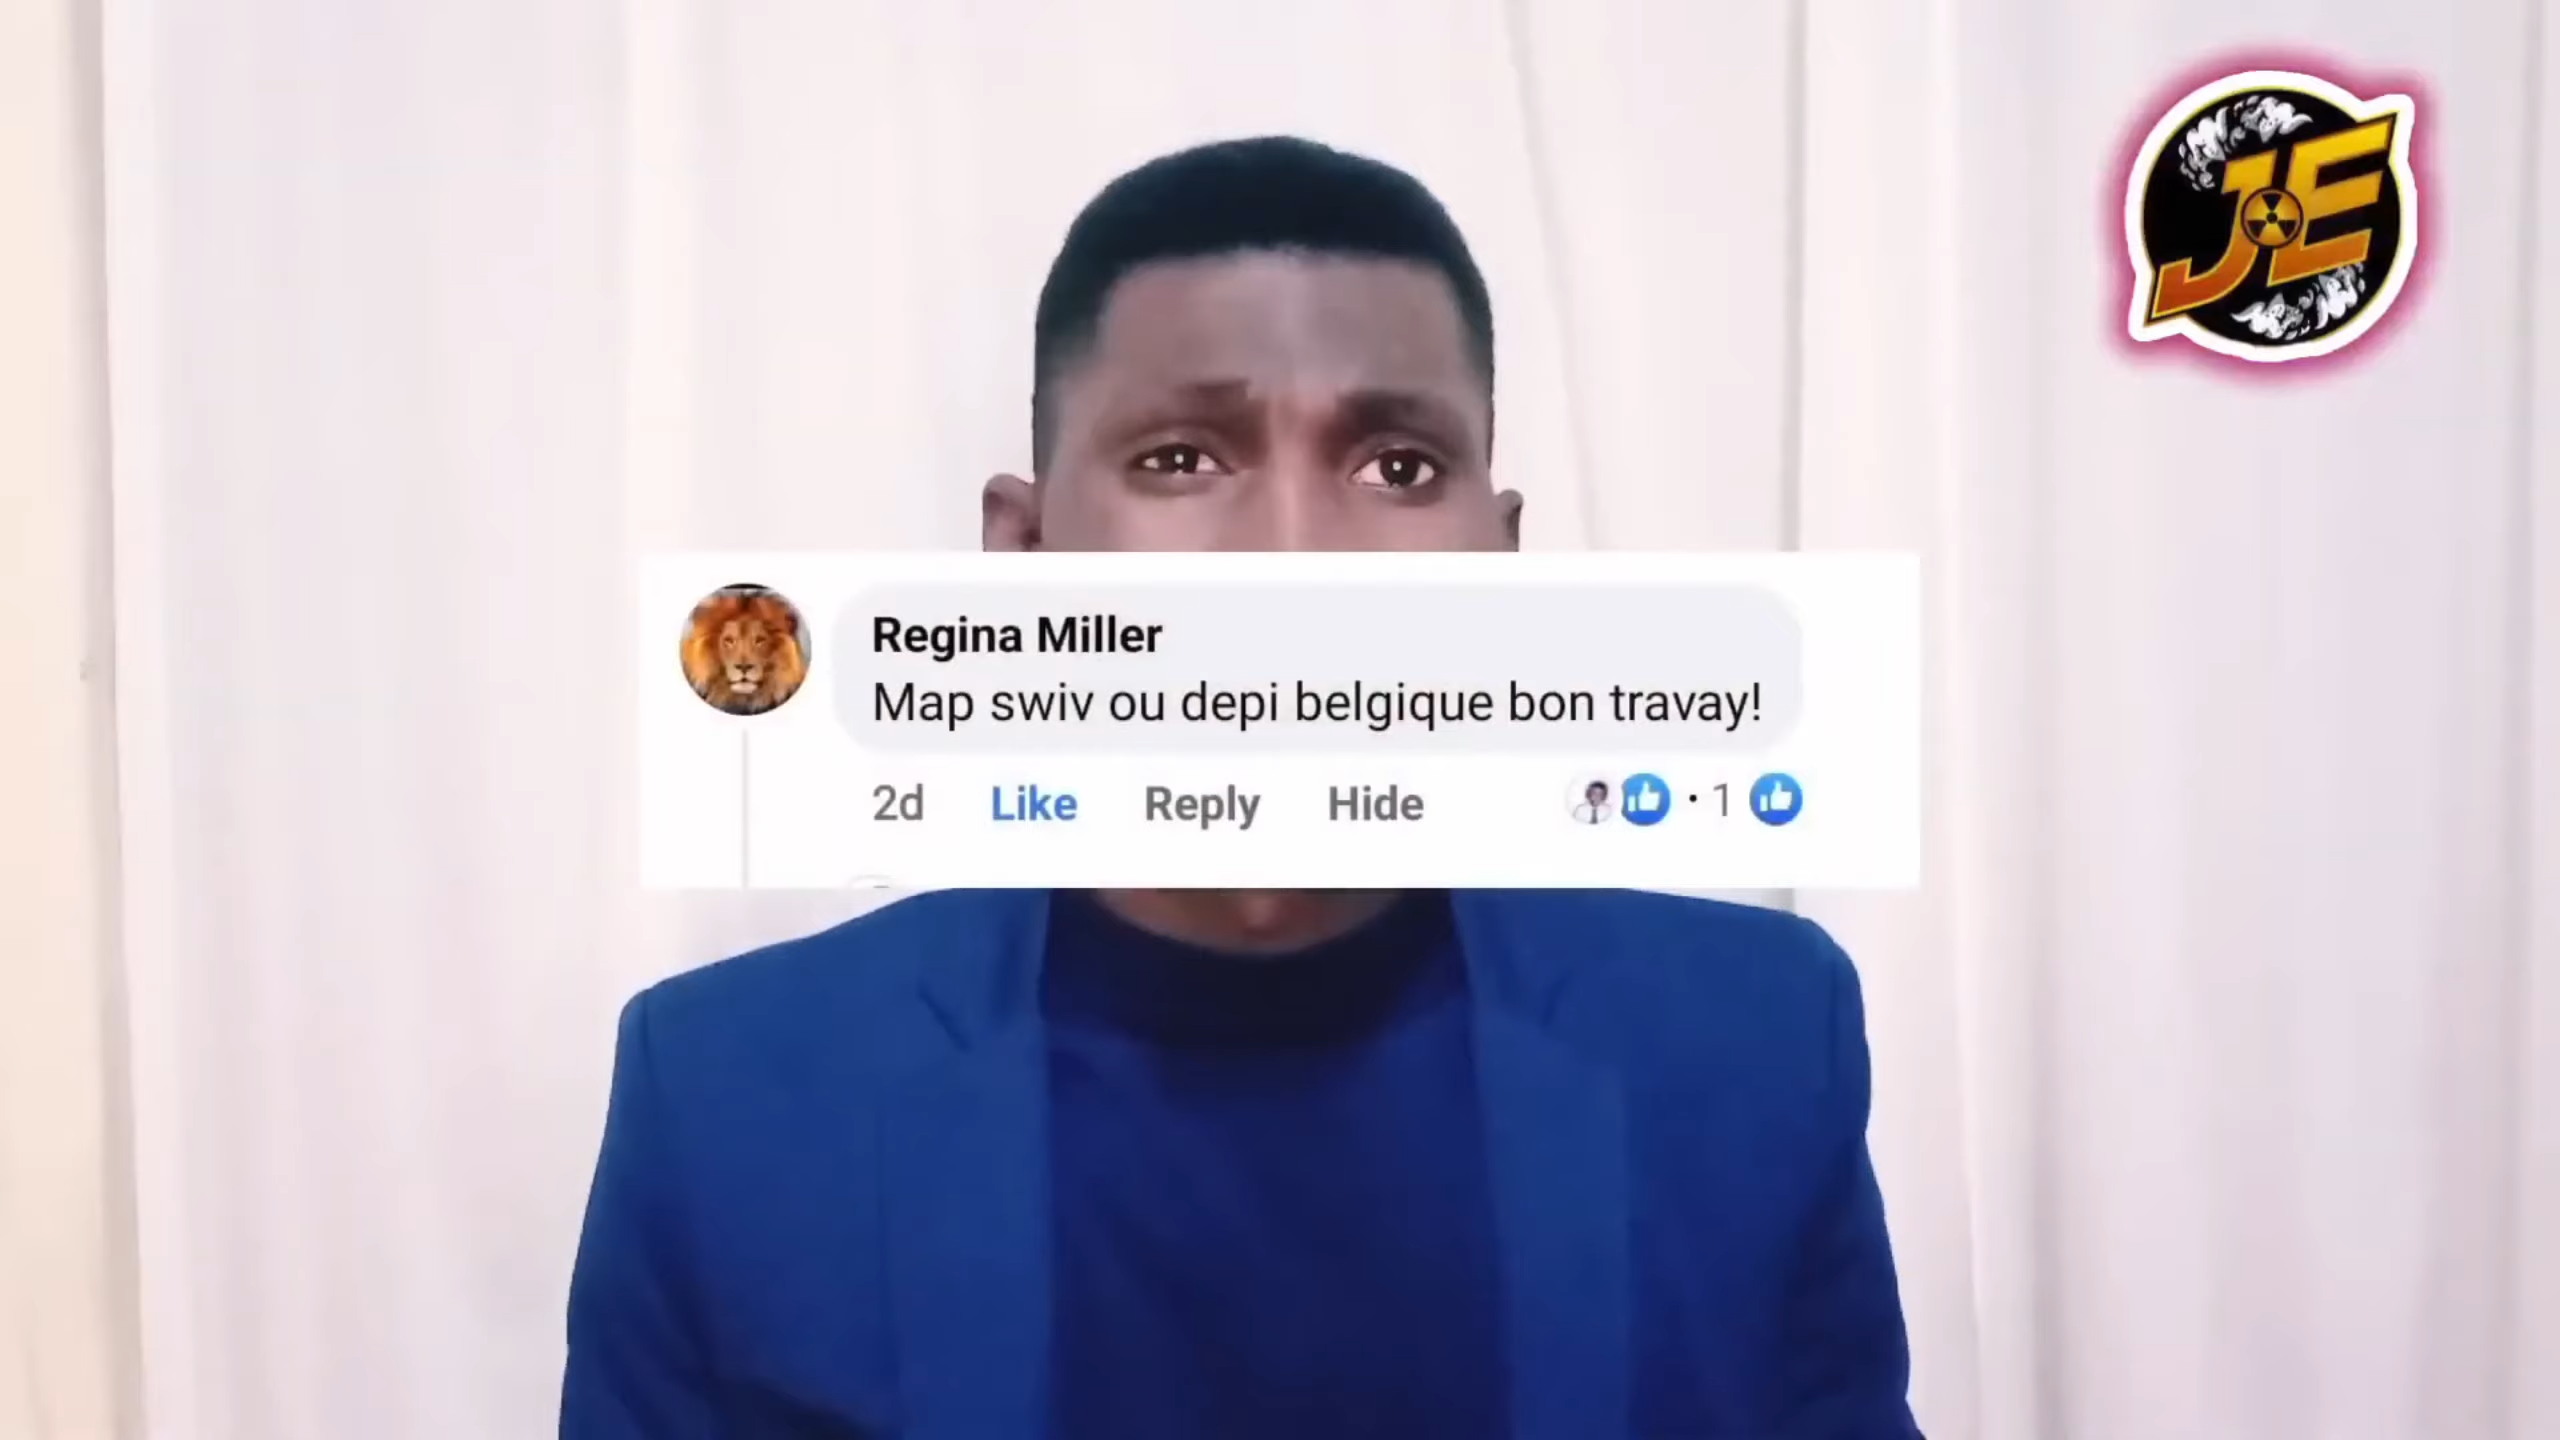 JE
Regina Miller
Map swiv ou depi belgique bon travay!
2d Like Reply Hide 1